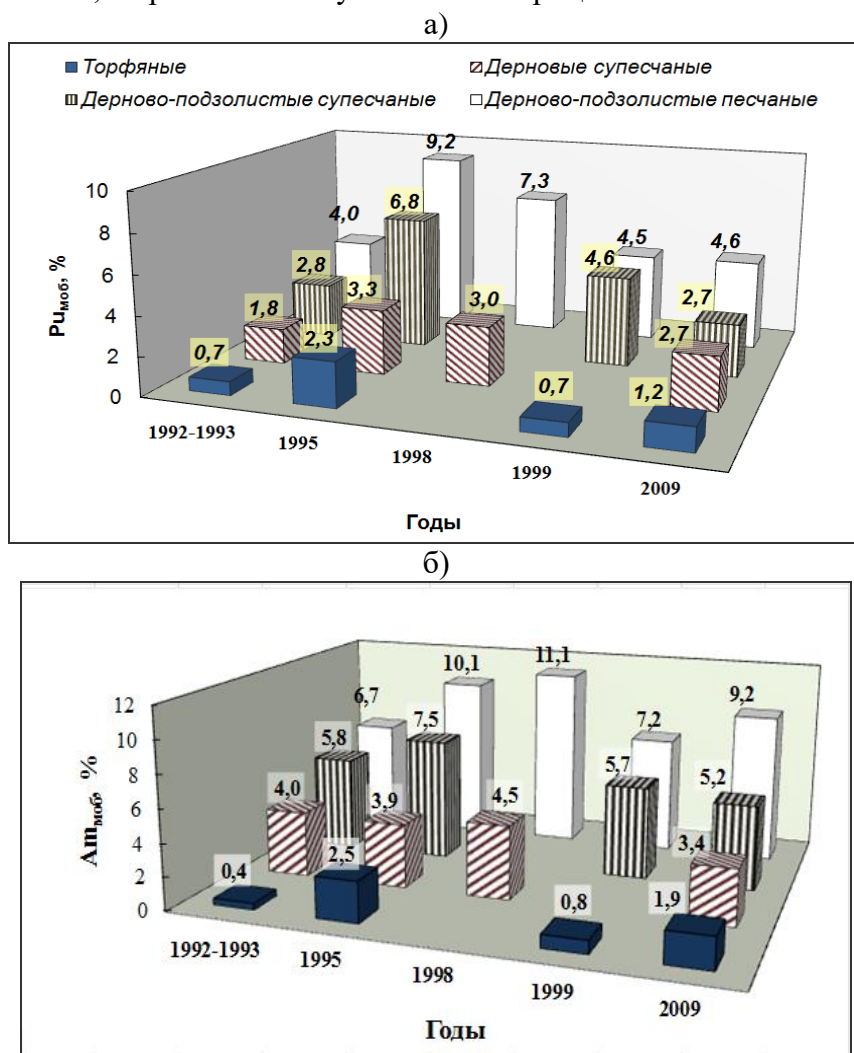 а)
Торфяные Дерновые супесчаные
Дерново-подзолистые супесчаные Дерново-подзолистые песчаные
Pu моб, %
10
8
6
4
2
0
4,0 9,2 7,3 4,5 4,6
2,8 6,8 4,6 2,7
1,8 3,3 3,0 2,7
0,7 2,3 0,7 1,2
1992-1993 1995 1998 1999 2009
Годы
б)
Am моб, %
12
10
8
6
4
2
0
6,7 10,1 11,1 7,2 9,2
5,8 7,5 5,7 5,2
4,0 3,9 4,5 3,4
0,4 2,5 0,8 1,9
1992-1993 1995 1998 1999 2009
Годы